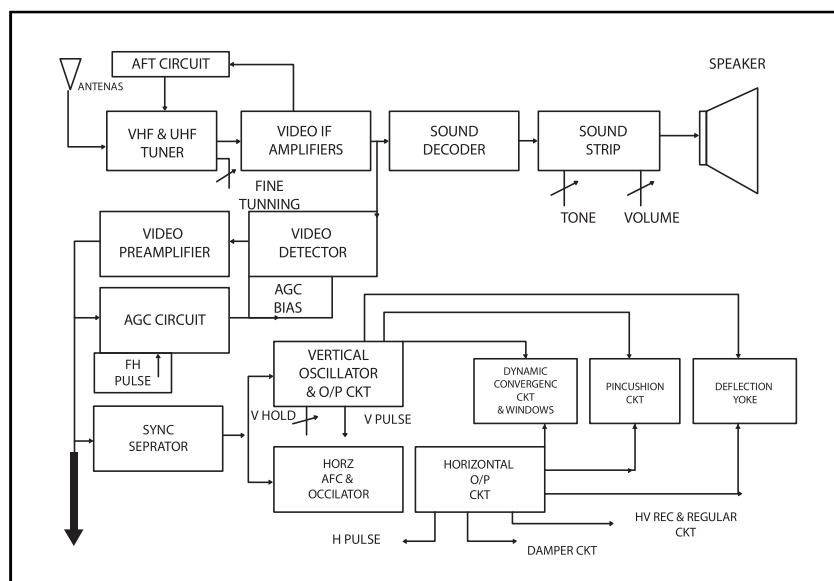 SPEAKER
AFT CIRCUIT
ANTENAS
VHF & UHF
TUNER
VIDEO IF
AMPLIFIERS
SOUND
DECODER
SOUND
STRIP
FINE
TUNNING
TONE
VOLUME
VIDEO
PREAMPLIFIER
VIDEO
DETECTOR
AGC
BIAS
AGC CIRCUIT
FH
PULSE
VERTICAL
OSCILLATOR
& O/P CKT
DYNAMIC
CONVERGENC
CKT
& WINDOWS
PINCUSHION
CKT
DEFLECTION
YOKE
V HOLD
V PULSE
SYNC
SEPRATOR
HORZ
AFC &
OCCILATOR
HORIZONTAL
O/P
CKT
H PULSE
DAMPER CKT
HV REC & REGULAR
CKT